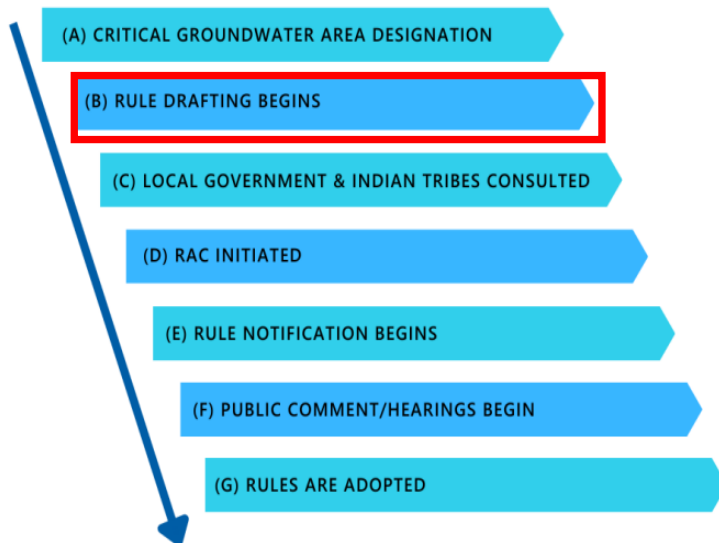 (A) CRITICAL GROUNDWATER AREA DESIGNATION
(B) RULE DRAFTING BEGINS
(C) LOCAL GOVERNMENT & INDIAN TRIBES CONSULTED
(D) RAC INITIATED
(E) RULE NOTIFICATION BEGINS
(F) PUBLIC COMMENT/HEARINGS BEGIN
(G) RULES ARE ADOPTED